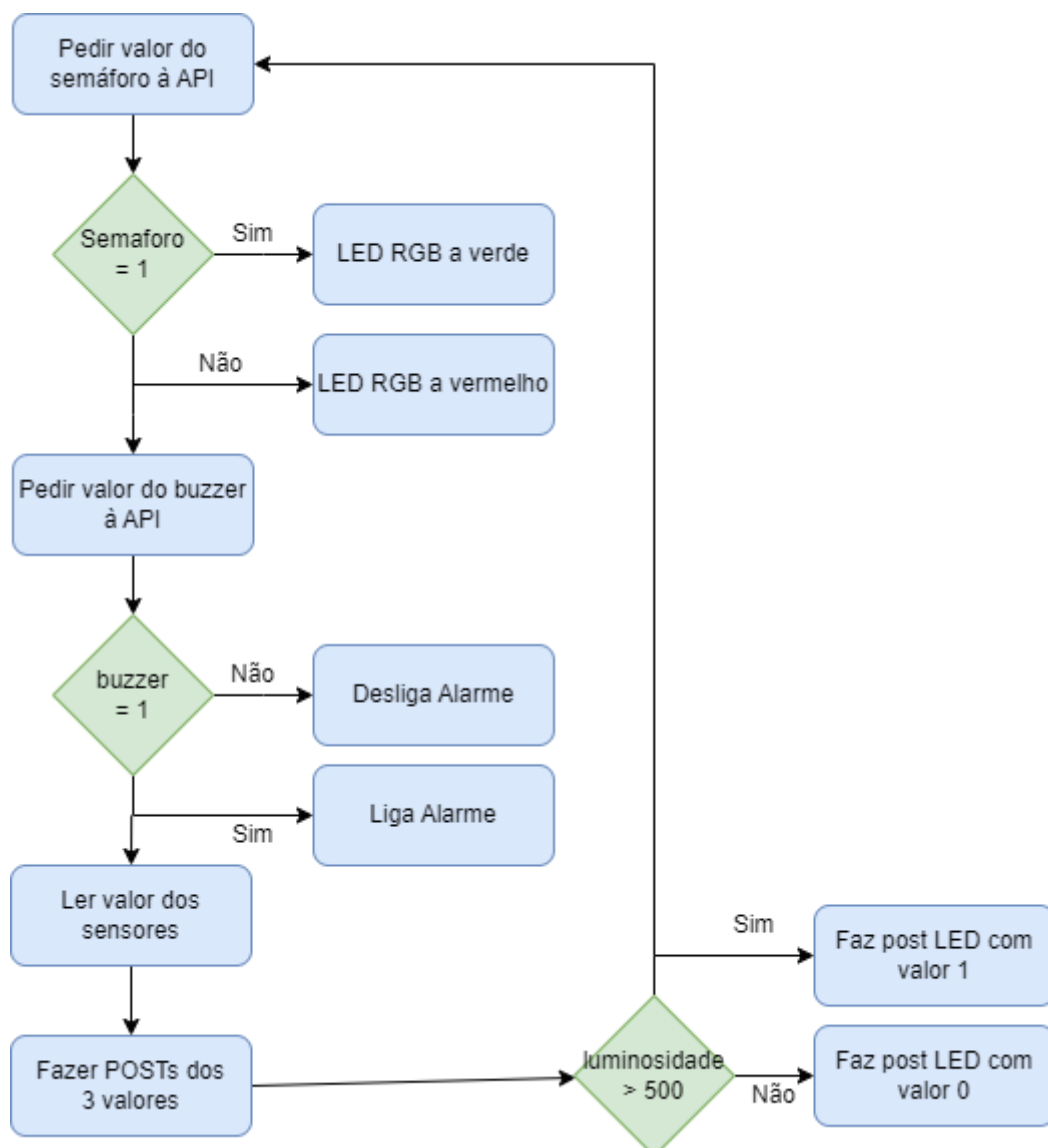 Pedir valor do
semáforo à API
Semaforo
= 1
Sim
LED RGB a verde
Não
LED RGB a vermelho
Pedir valor do buzzer
à API
buzzer
= 1
Não
Desliga Alarme
Sim
Liga Alarme
Ler valor dos
sensores
Fazer POSTs dos
3 valores
luminosidade
> 500
Sim
Faz post LED com
valor 1
Não
Faz post LED com
valor 0